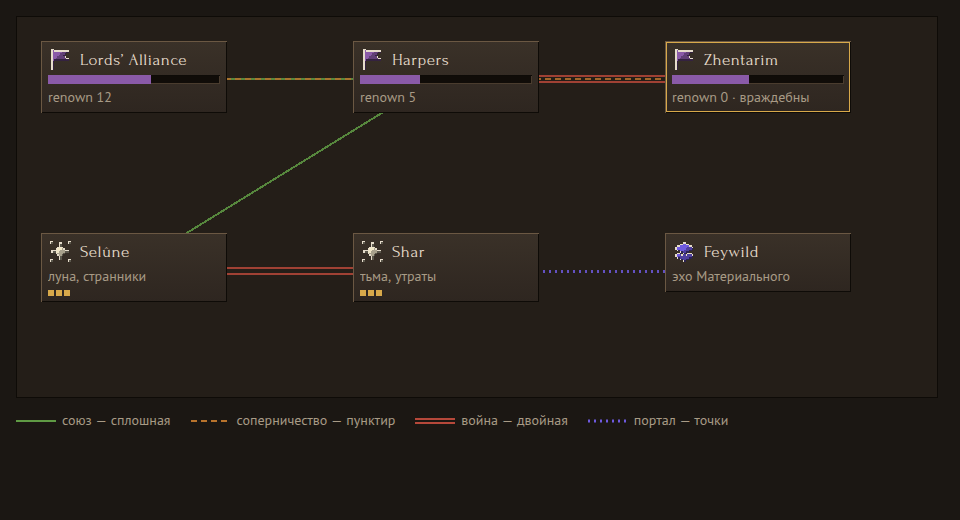 Lords’ Alliance
renown 12
Harpers
renown 5
Zhentarim
renown 0 · враждебны
Selûne
луна, странники
Shar
тьма, утраты
Feywild
эхо Материального
союз — сплошная
соперничество — пунктир
война — двойная
портал — точки